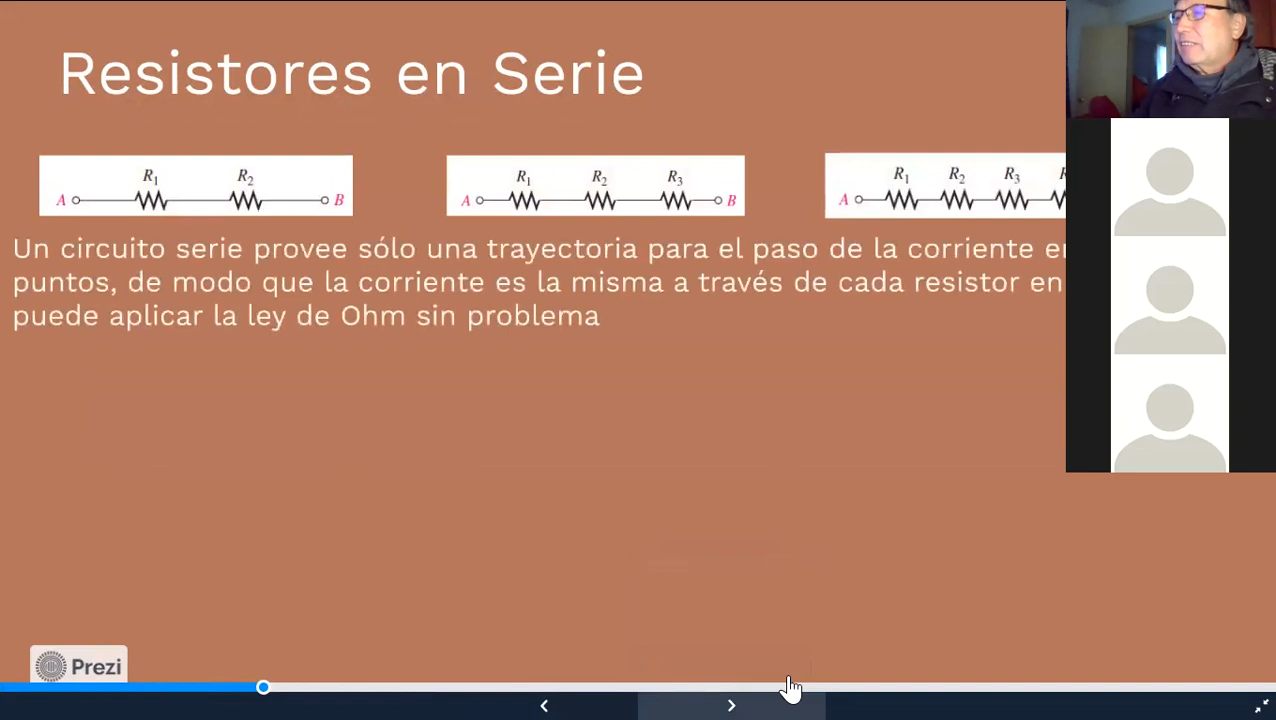 Resistores en Serie
A R1 R2 B
A R1 R2 R3 B
A R1 R2 R3
Un circuito serie provee sólo una trayectoria para el paso de la corriente
puntos, de modo que la corriente es la misma a través de cada resistor en
puede aplicar la ley de Ohm sin problema
Prezi